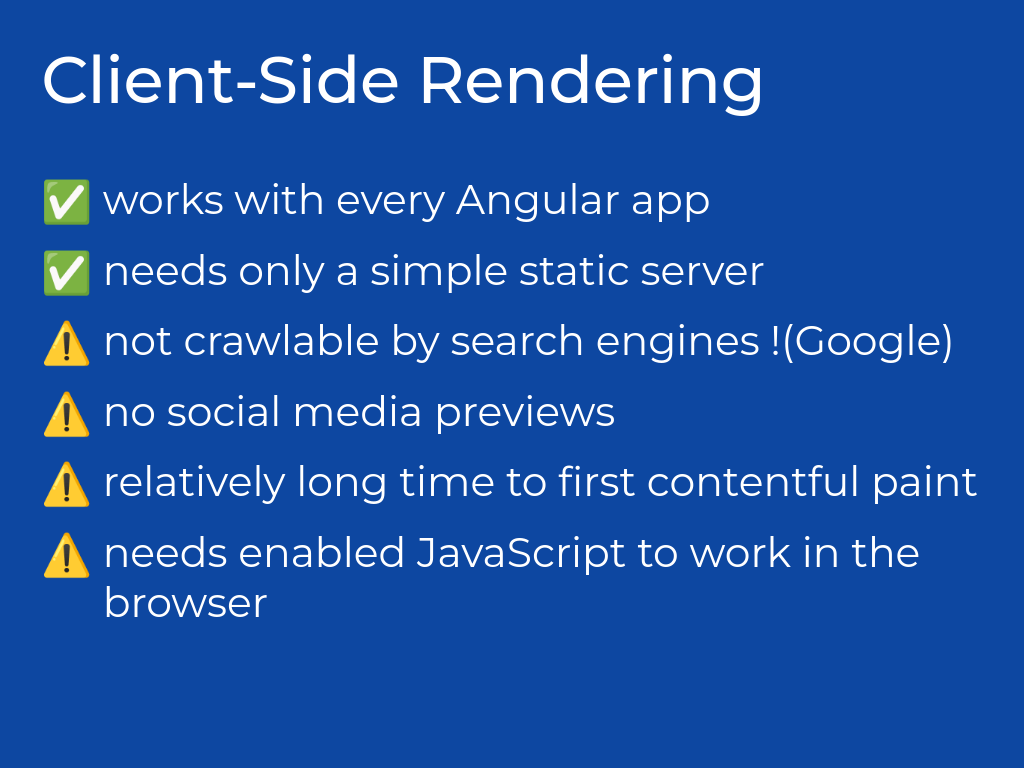 Client-Side Rendering
✅ works with every Angular app
✅ needs only a simple static server
⚠️ not crawlable by search engines !(Google)
⚠️ no social media previews
⚠️ relatively long time to first contentful paint
⚠️ needs enabled JavaScript to work in the
browser